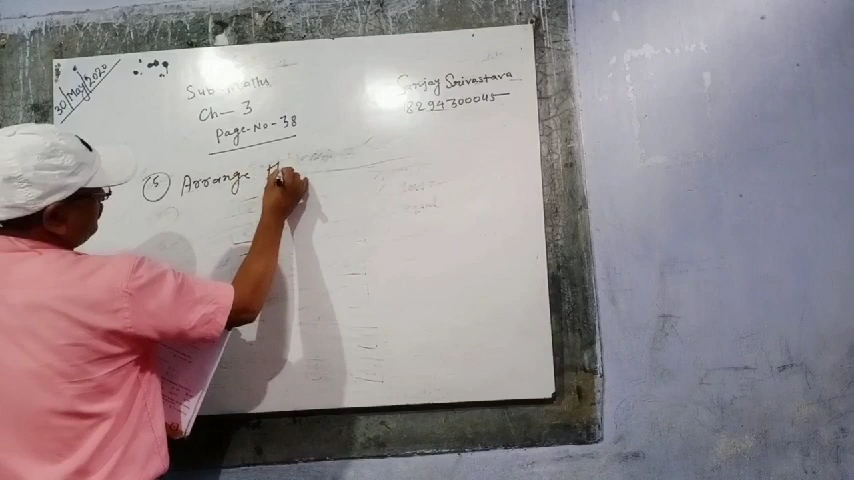 30/May/2020
Sub Maths
Ch- 3
Page-No-38
Sanjay Srivastava
8294300045
(5) Arrange